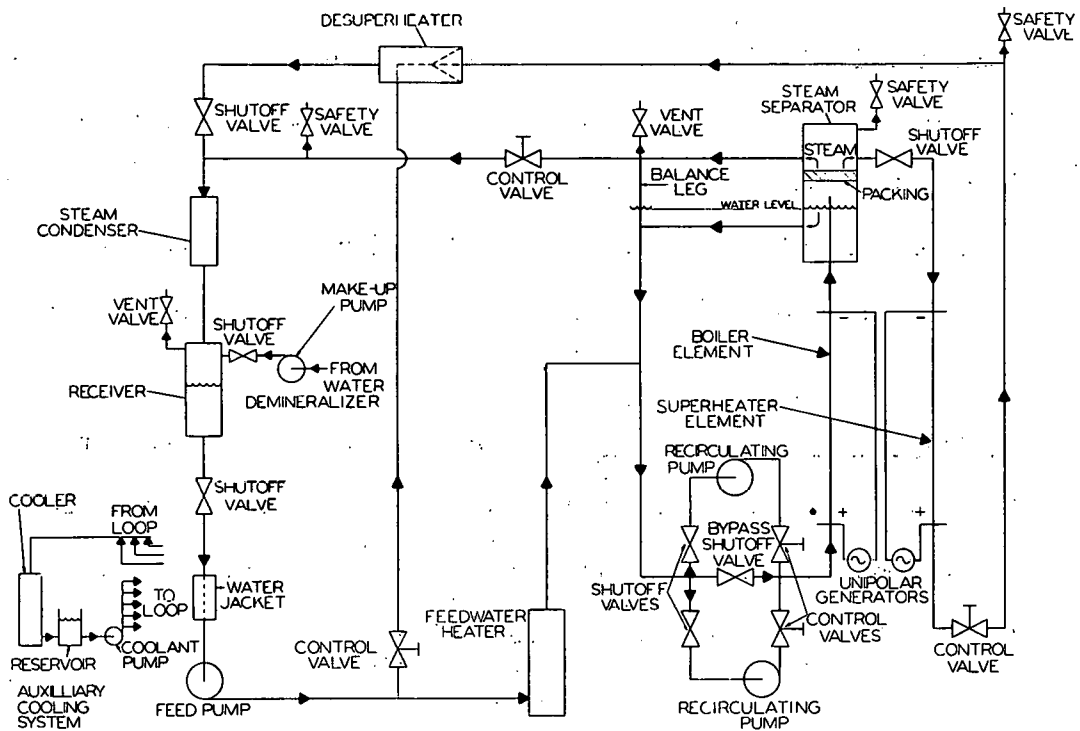 DESUPERHEATER
SAFETY
VALVE
SHUTOFF
VALVE
SAFETY
VALVE
VENT
VALVE
STEAM
SEPARATOR
SAFETY
VALVE
SHUTOFF
VALVE
STEAM
CONTROL
VALVE
BALANCE
LEG
PACKING
WATER LEVEL
STEAM
CONDENSER
MAKE-UP
PUMP
VENT
VALVE
SHUTOFF
VALVE
FROM
WATER
DEMINERALIZER
RECEIVER
BOILER
ELEMENT
SUPERHEATER
ELEMENT
SHUTOFF
VALVE
RECIRCULATING
PUMP
COOLER
FROM
LOOP
BYPASS
SHUTOFF
VALVE
WATER
JACKET
TO
LOOP
SHUTOFF
VALVES
UNIPOLAR
GENERATORS
FEEDWATER
HEATER
CONTROL
VALVES
RESERVOIR
COOLANT
PUMP
CONTROL
VALVE
CONTROL
VALVE
AUXILLIARY
COOLING
SYSTEM
FEED PUMP
RECIRCULATING
PUMP
- -
+ +